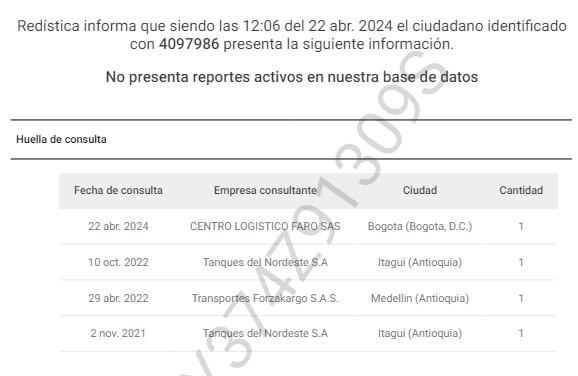 Redística informa que siendo las 12:06 del 22 abr. 2024 el ciudadano identificado
con 4097986 presenta la siguiente información.
No presenta reportes activos en nuestra base de datos
Huella de consulta
Fecha de consulta Empresa consultante Ciudad Cantidad
22 abr. 2024 CENTRO LOGISTICO FARO SAS Bogota (Bogota, D.C.) 1
10 oct. 2022 Tanques del Nordeste S.A Itagui (Antioquia) 1
29 abr. 2022 Transportes Forzakargo S.A.S. Medellin (Antioquia) 1
2 nov. 2021 Tanques del Nordeste S.A Itagui (Antioquia) 1